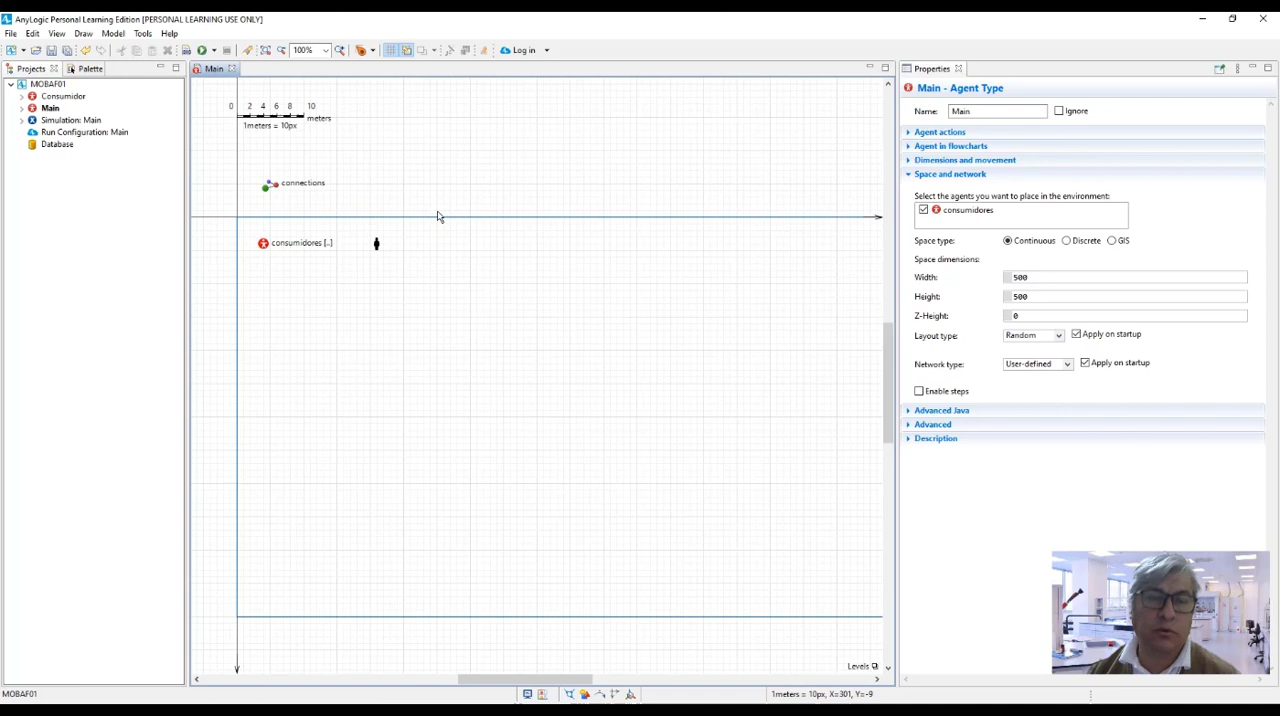 AnyLogic Personal Learning Edition [PERSONAL LEARNING USE ONLY]
File Edit View Draw Model Tools Help
100% Log in
Projects Palette Main Properties
MOBAF01
Consumidor
Main
Simulation: Main
Run Configuration: Main
Database
0 2 4 6 8 10
meters
1meters = 10px
connections
consumidores [..]
Levels
Main - Agent Type
Name: Main Ignore
Agent actions
Agent in flowcharts
Dimensions and movement
Space and network
Select the agents you want to place in the environment:
consumidores
Space type: Continuous Discrete GIS
Space dimensions:
Width: 500
Height: 500
Z-Height: 0
Layout type: Random Apply on startup
Network type: User-defined Apply on startup
Enable steps
Advanced Java
Advanced
Description
MOBAF01 1meters = 10px, X=301, Y=-9